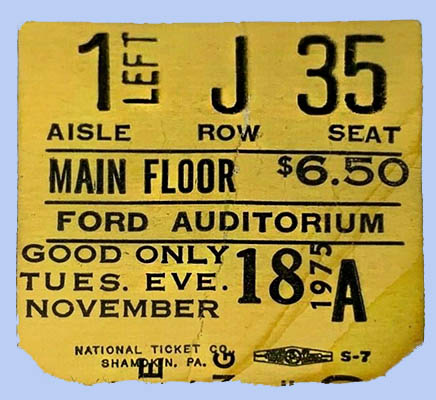 1 LEFT J 35
AISLE ROW SEAT
MAIN FLOOR $6.50
FORD AUDITORIUM
GOOD ONLY
TUES. EVE.
NOVEMBER
18 1975 A
NATIONAL TICKET CO.
SHAMOKIN, PA.
S-7